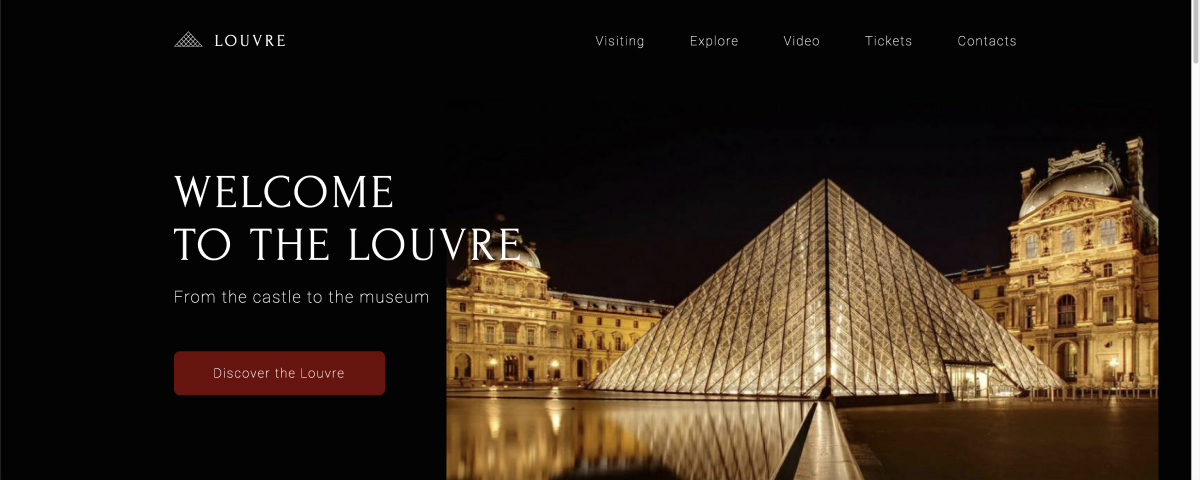 LOUVRE
Visiting Explore Video Tickets Contacts
WELCOME
TO THE LOUVRE
From the castle to the museum
Discover the Louvre